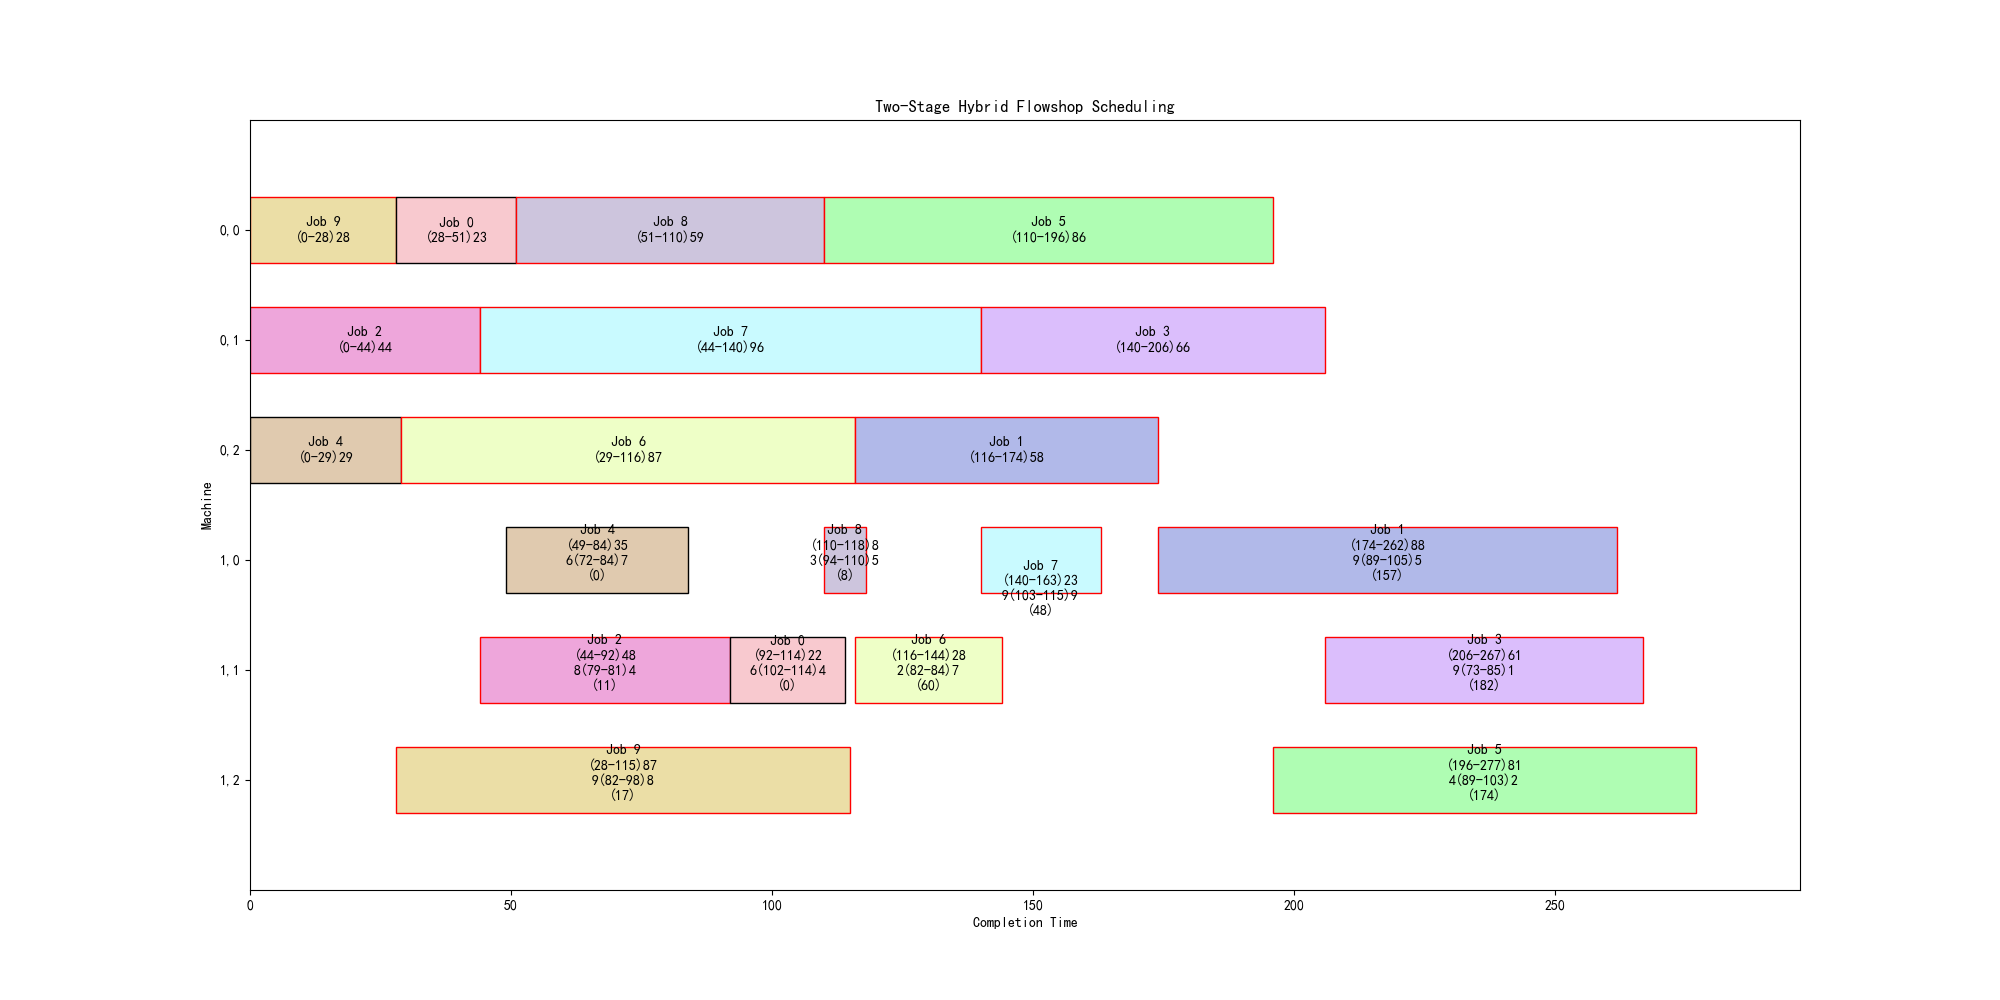 Two-Stage Hybrid Flowshop Scheduling
0,0
Job 9
(0-28)28
Job 0
(28-51)23
Job 8
(51-110)59
Job 5
(110-196)86
0,1
Job 2
(0-44)44
Job 7
(44-140)96
Job 3
(140-206)66
0,2
Job 4
(0-29)29
Job 6
(29-116)87
Job 1
(116-174)58
Machine
1,0
Job 4
(49-84)35
6(72-84)7
(0)
Job 8
(110-118)8
3(94-110)5
(8)
Job 7
(140-163)23
9(103-115)9
(48)
Job 1
(174-262)88
9(89-105)5
(157)
1,1
Job 2
(44-92)48
8(79-81)4
(11)
Job 0
(92-114)22
6(102-114)4
(0)
Job 6
(116-144)28
2(82-84)7
(60)
Job 3
(206-267)61
9(73-85)1
(182)
1,2
Job 9
(28-115)87
9(82-98)8
(17)
Job 5
(196-277)81
4(89-103)2
(174)
0
50
100
150
200
250
Completion Time